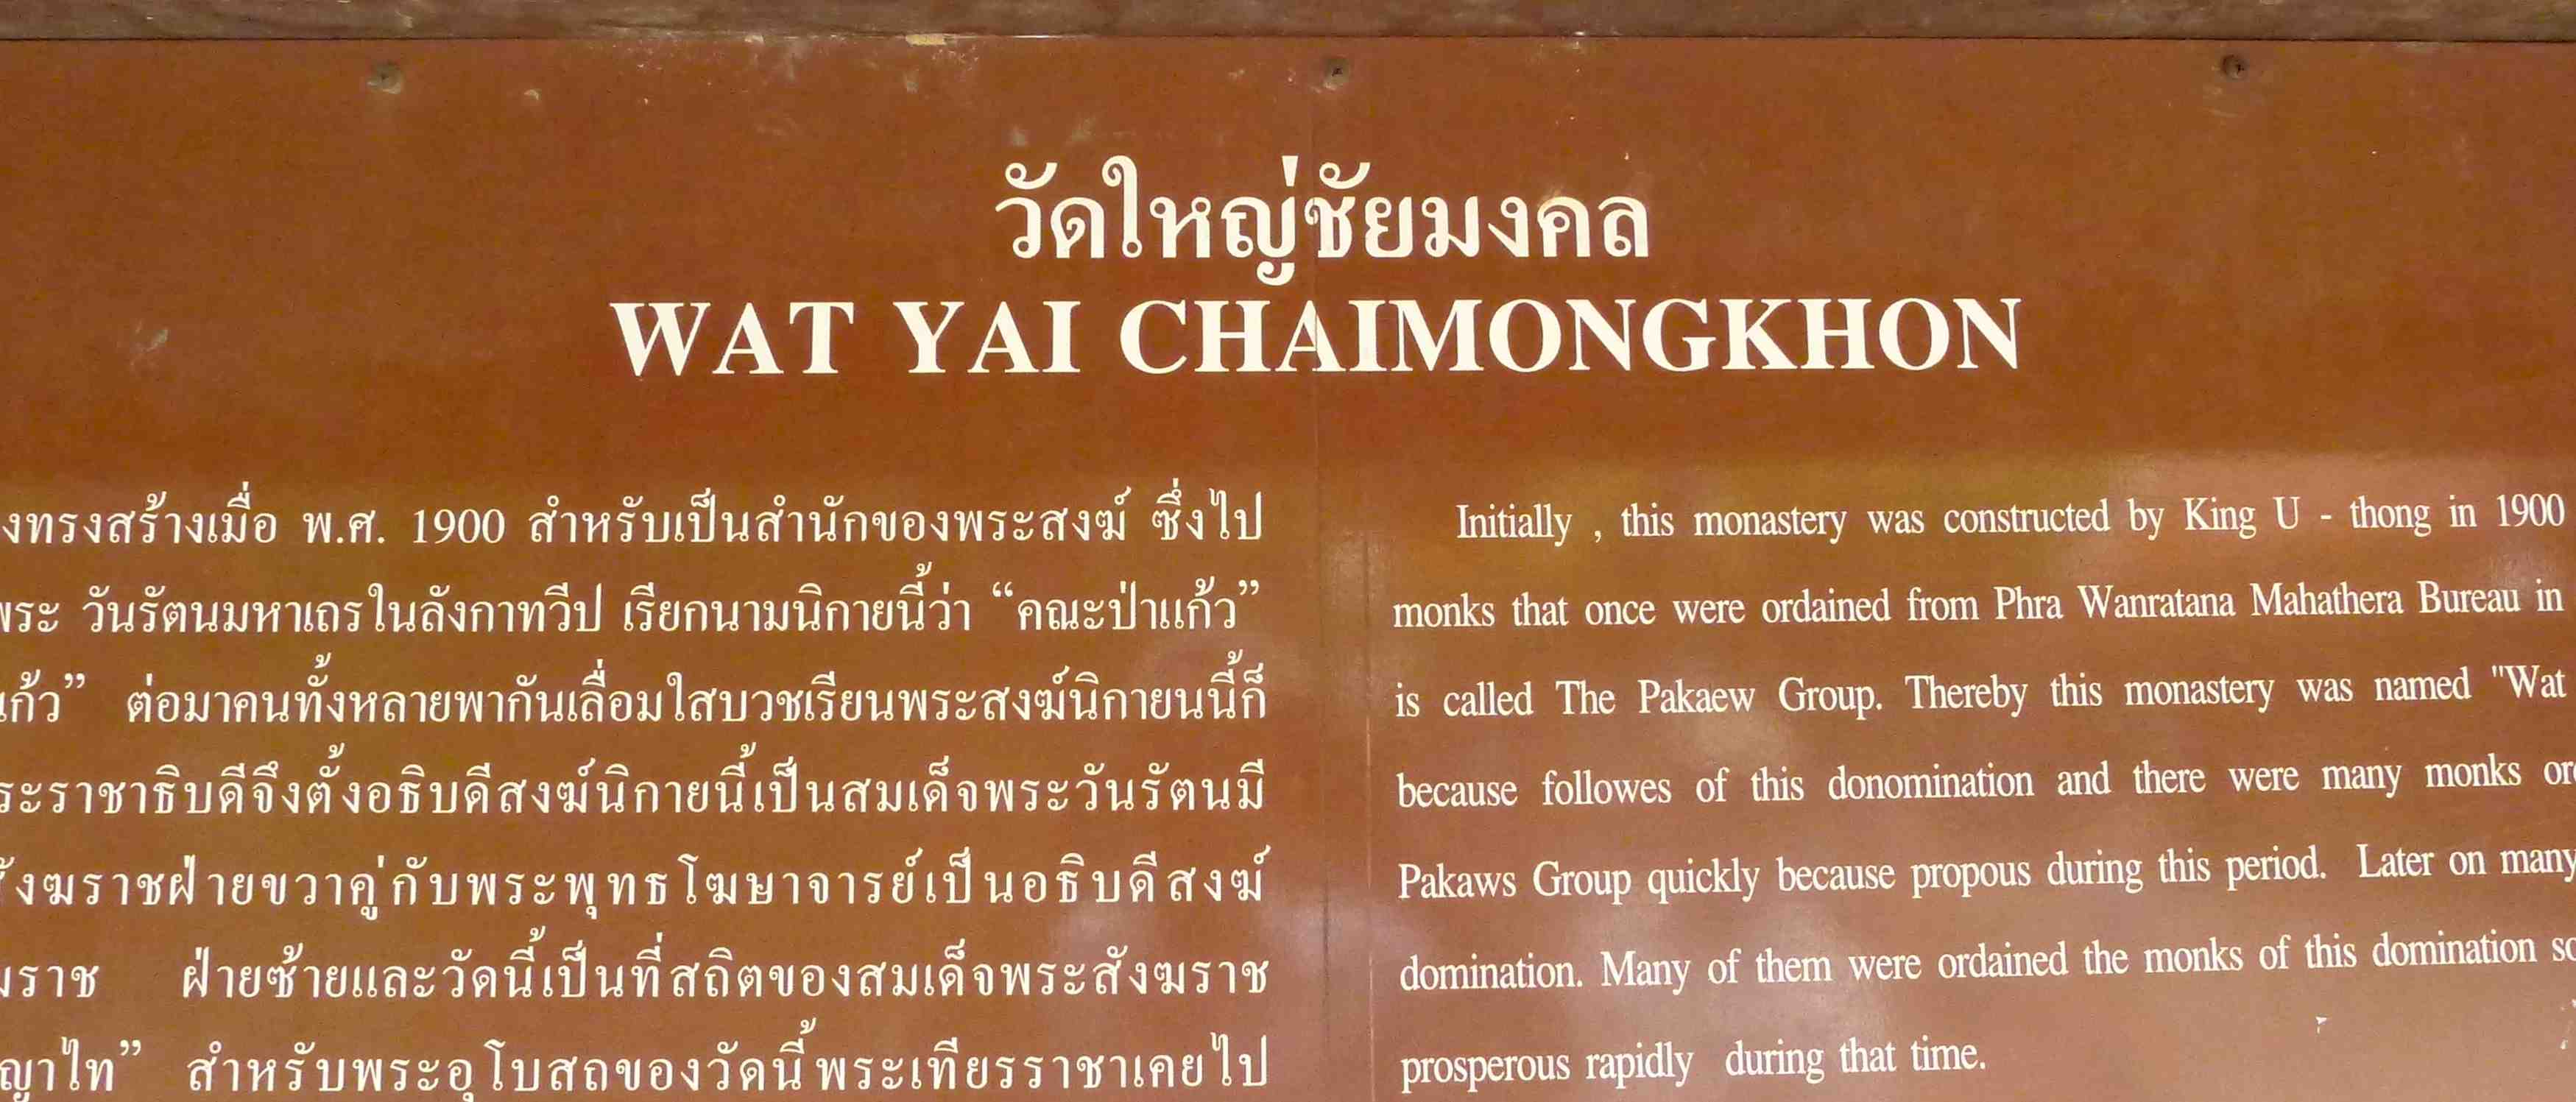 วัดใหญ่ชัยมงคล
WAT YAI CHAIMONGKHON
งทรงสร้างเมื่อ พ.ศ. 1900 สำหรับเป็นสำนักของพระสงฆ์ ซึ่งไป
พระ วันรัตนมหาเถรในลังกาทวีป เรียกนามนิกายนี้ว่า “คณะป่าแก้ว”
แก้ว” ต่อมาคนทั้งหลายพากันเลื่อมใสบวชเรียนพระสงฆ์นิกายนนี้ก็
ระราชาธิบดีจึงตั้งอธิบดีสงฆ์นิกายนี้เป็นสมเด็จพระวันรัตนมี
สังฆราชฝ่ายขวาคู่กับพระพุทธโฆษาจารย์เป็นอธิบดีสงฆ์
ราช ฝ่ายซ้ายและวัดนี้เป็นที่สถิตของสมเด็จพระสังฆราช
ญาไท” สำหรับพระอุโบสถของวัดนี้พระเทียรราชาเคยไป
Initially , this monastery was constructed by King U - thong in 1900
monks that once were ordained from Phra Wanratana Mahathera Bureau in
is called The Pakaew Group. Thereby this monastery was named "Wat
because followes of this donomination and there were many monks
Pakaws Group quickly because propous during this period. Later on many
domination. Many of them were ordained the monks of this domination
prosperous rapidly during that time.